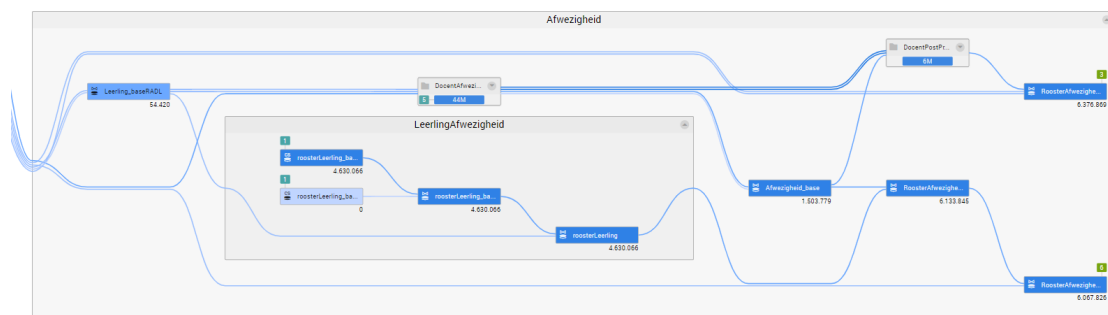 Afwezigheid
DocentPostPr...
6M
3
Leerling_baseRADL
54.420
DocentAfwezi...
5
44M
RoosterAfwezighe...
6.376.869
LeerlingAfwezigheid
1
roosterLeerling_ba...
4.630.066
1
roosterLeerling_ba...
0
roosterLeerling_ba...
4.630.066
Afwezigheid_base
1.503.779
RoosterAfwezighe...
6.133.845
roosterLeerling
4.630.066
6
RoosterAfwezighe...
6.067.826